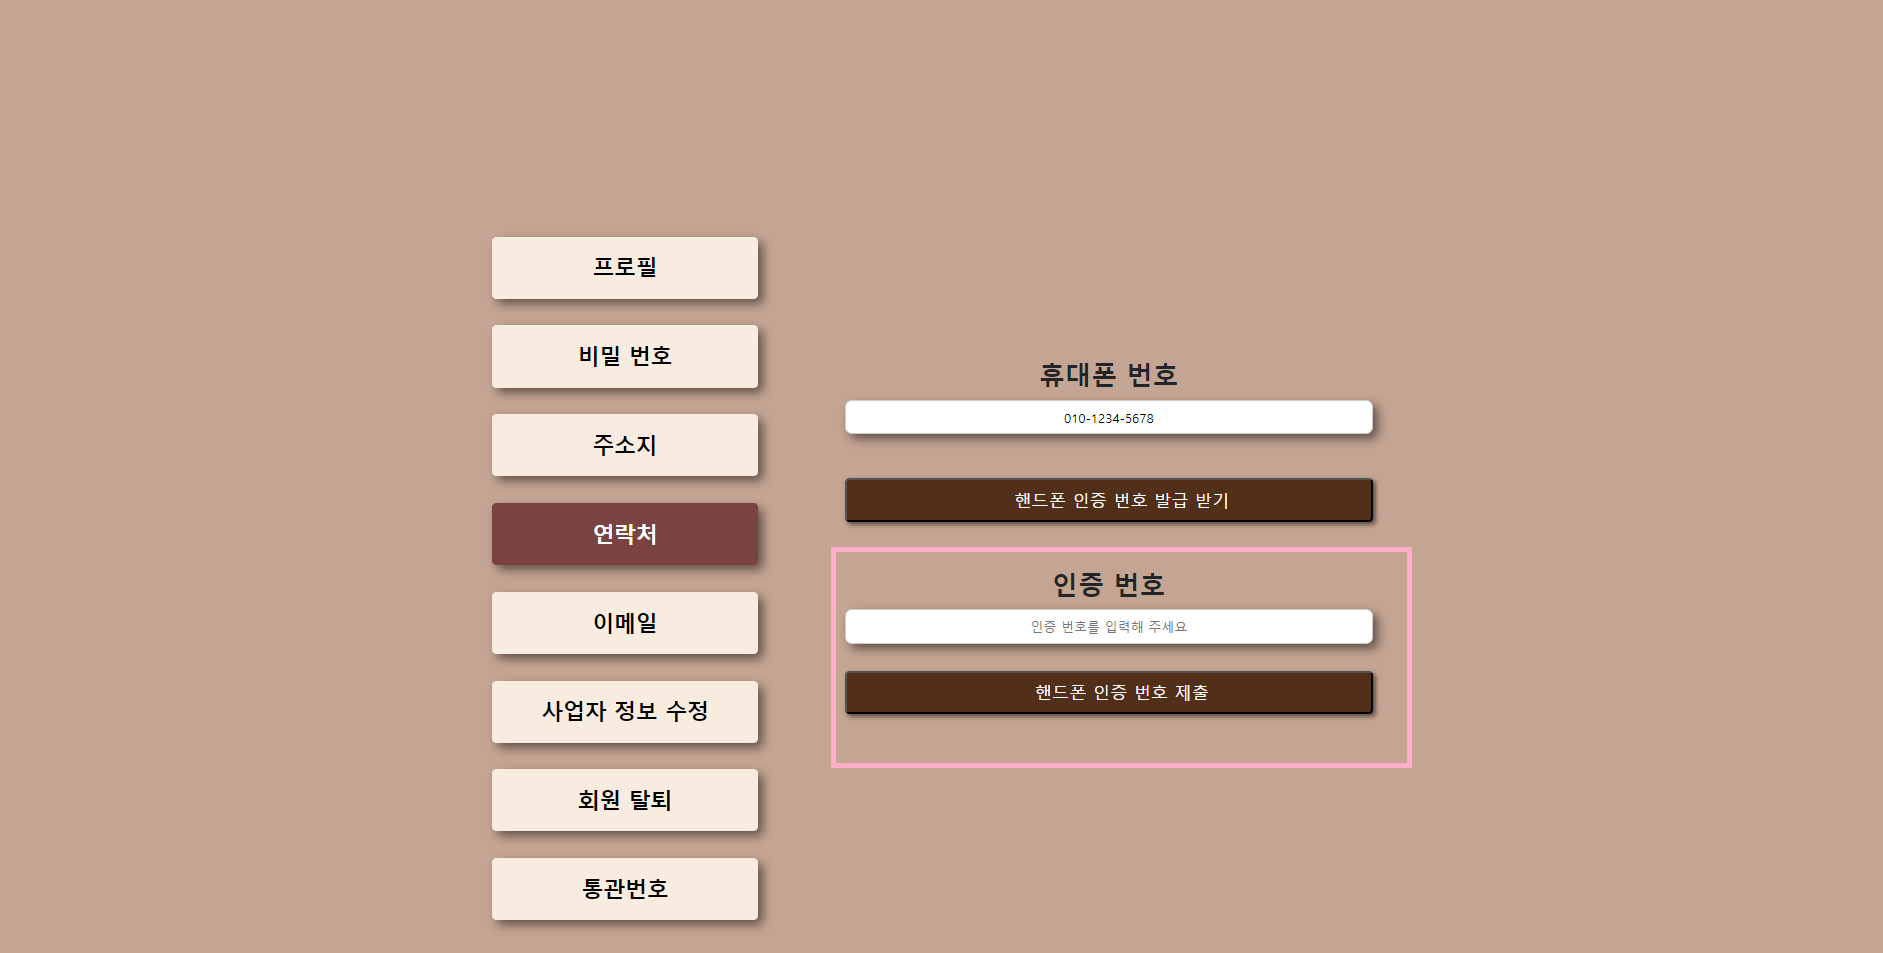 프로필
비밀 번호
주소지
연락처
이메일
사업자 정보 수정
회원 탈퇴
통관번호
휴대폰 번호
010-1234-5678
핸드폰 인증 번호 발급 받기
인증 번호
인증 번호를 입력해 주세요
핸드폰 인증 번호 제출